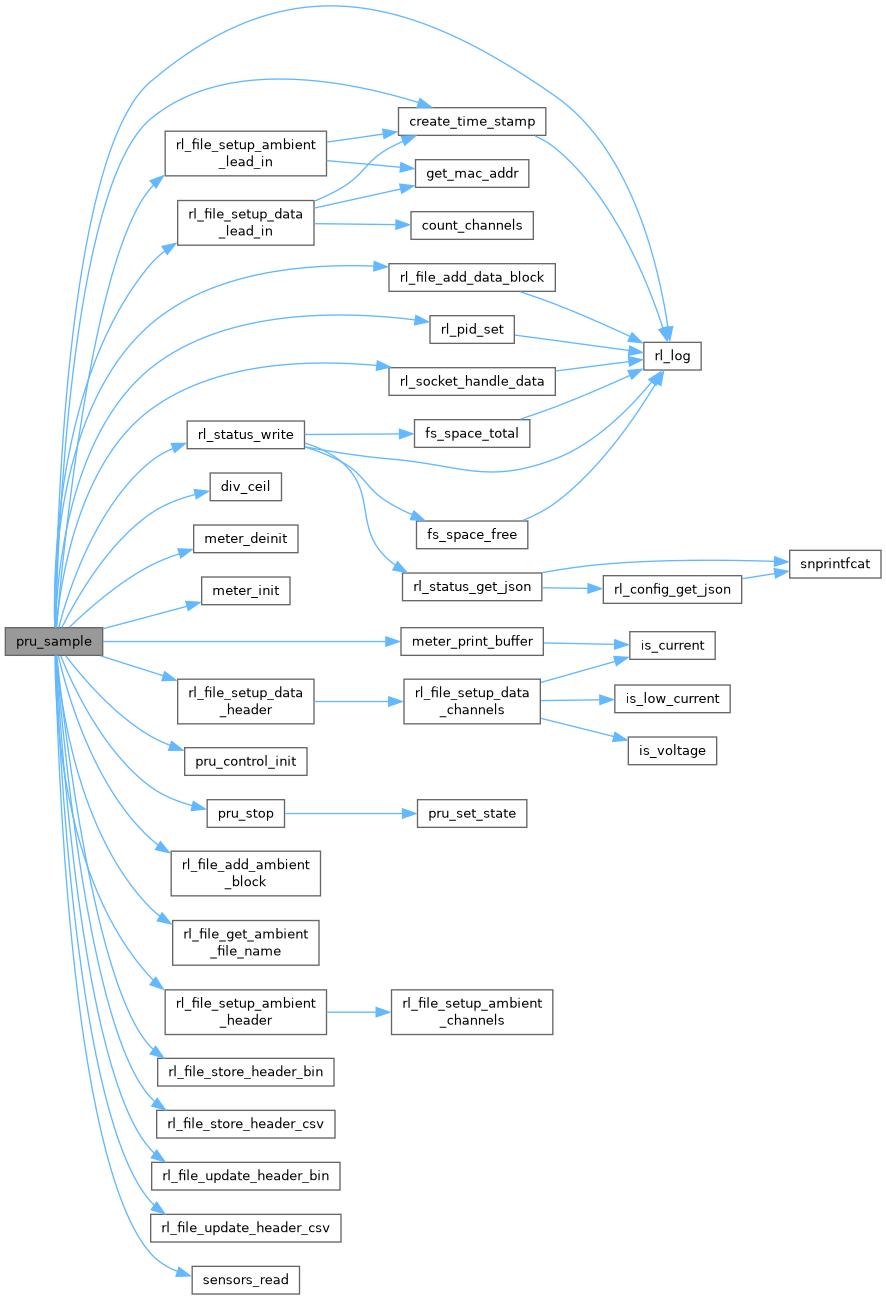 create_time_stamp
rl_file_setup_ambient
_lead_in
get_mac_addr
rl_file_setup_data
_lead_in
count_channels
rl_file_add_data_block
rl_pid_set
rl_log
rl_socket_handle_data
rl_status_write
fs_space_total
div_ceil
meter_deinit
fs_space_free
snprintfcat
meter_init
rl_status_get_json
rl_config_get_json
pru_sample
meter_print_buffer
is_current
rl_file_setup_data
_header
rl_file_setup_data
_channels
is_low_current
is_voltage
pru_control_init
pru_stop
pru_set_state
rl_file_add_ambient
_block
rl_file_get_ambient
_file_name
rl_file_setup_ambient
_header
rl_file_setup_ambient
_channels
rl_file_store_header_bin
rl_file_store_header_csv
rl_file_update_header_bin
rl_file_update_header_csv
sensors_read